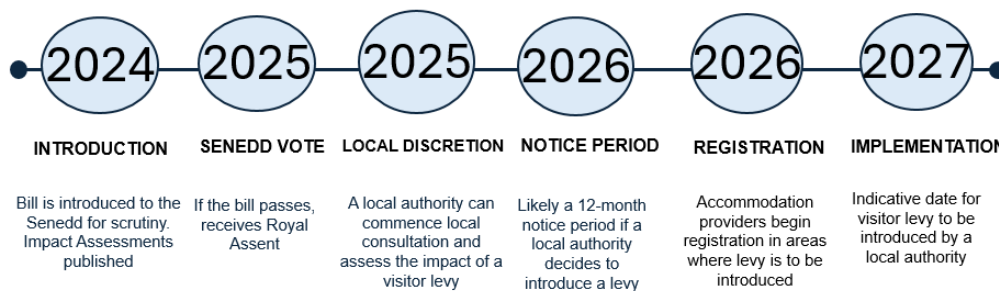 2024
2025
2025
2026
2026
2027
INTRODUCTION
SENEDD VOTE
LOCAL DISCRETION
NOTICE PERIOD
REGISTRATION
IMPLEMENTATION
Bill is introduced to the
Senedd for scrutiny.
Impact Assessments
published
If the bill passes,
receives Royal
Assent
A local authority can
commence local
consultation and
assess the impact of a
visitor levy
Likely a 12-month
notice period if a
local authority
decides to
introduce a levy
Accommodation
providers begin
registration in areas
where levy is to be
introduced
Indicative date for
visitor levy to be
introduced by a
local authority